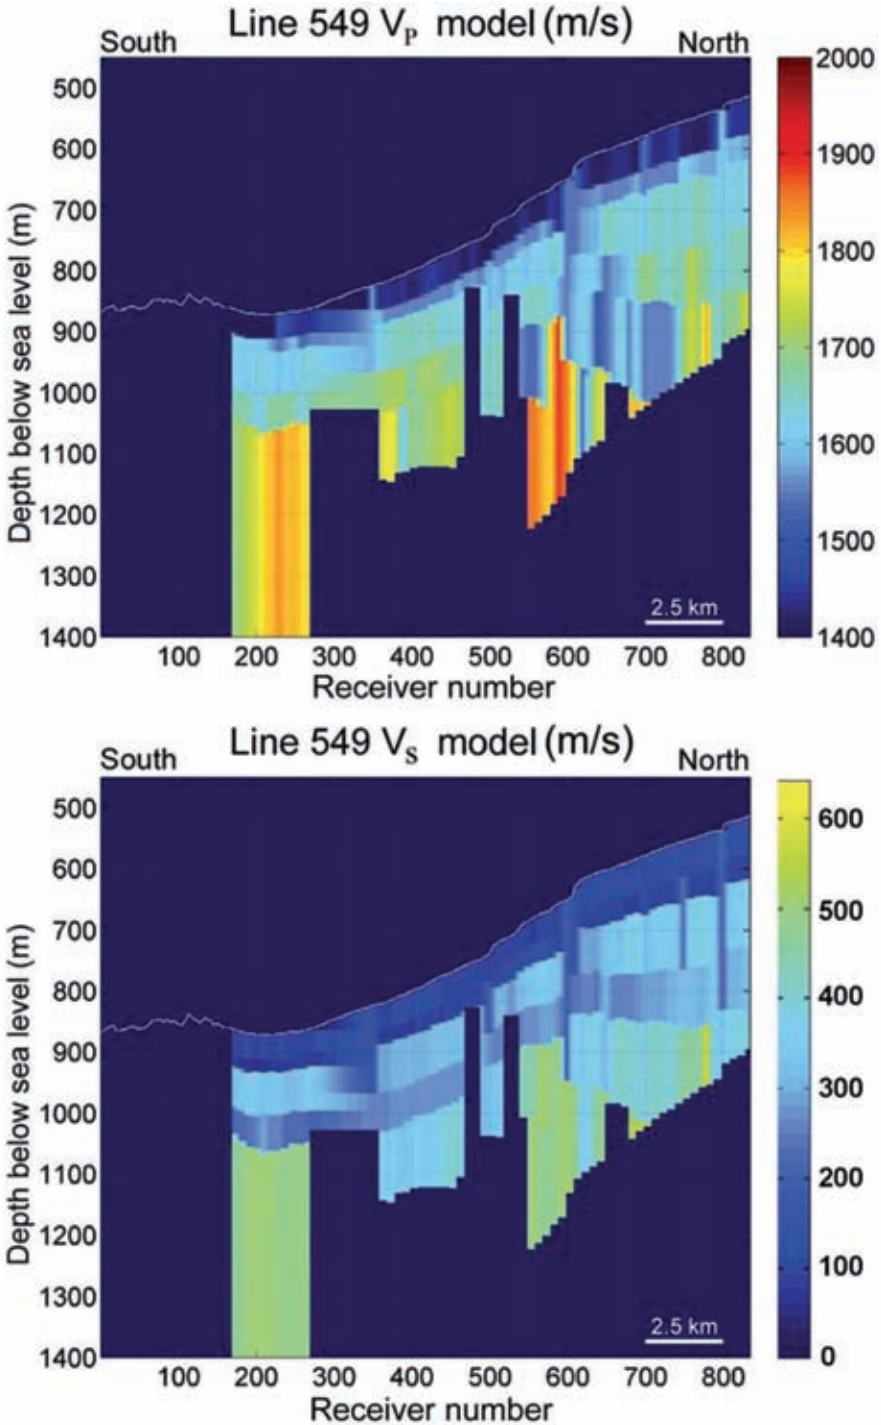 Line 549 VP model (m/s)
South North
500
600
700
800
900
1000
1100
1200
1300
1400
Depth below sea level (m)
100 200 300 400 500 600 700 800
Receiver number
2.5 km
2000
1900
1800
1700
1600
1500
1400
Line 549 VS model (m/s)
South North
500
600
700
800
900
1000
1100
1200
1300
1400
Depth below sea level (m)
100 200 300 400 500 600 700 800
Receiver number
2.5 km
600
500
400
300
200
100
0